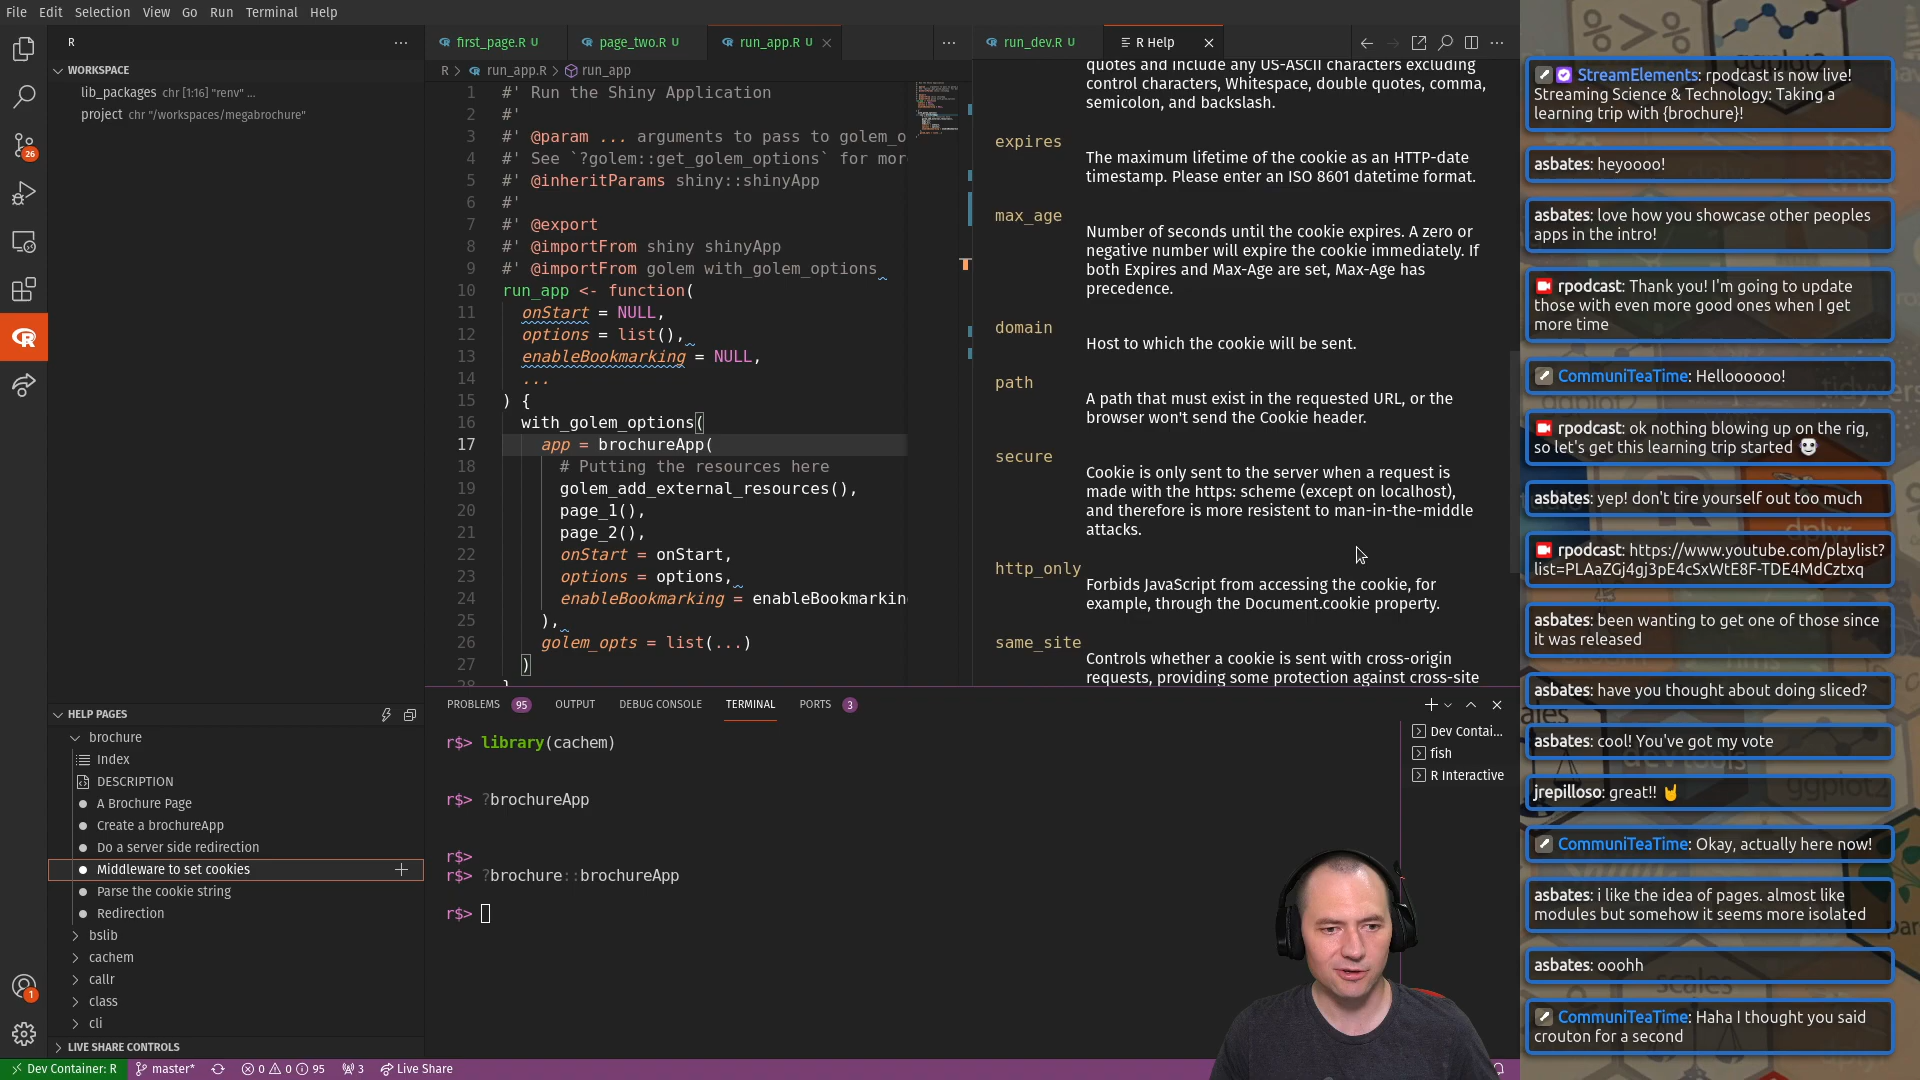 File Edit Selection View Go Run Terminal Help
R
WORKSPACE
lib_packages chr [1:16] "renv" ...
project chr "/workspaces/megabrochure"
HELP PAGES
brochure
Index
DESCRIPTION
A Brochure Page
Create a brochureApp
Do a server side redirection
Middleware to set cookies
Parse the cookie string
Redirection
bslib
cachem
callr
class
cli
LIVE SHARE CONTROLS
26
1
first_page.R U
page_two.R U
run_app.R U
R > run_app.R > run_app
1 #' Run the Shiny Application
2 #'
3 #' @param ... arguments to pass to golem_o
4 #' See `?golem::get_golem_options` for mor
5 #' @inheritParams shiny::shinyApp
6 #'
7 #' @export
8 #' @importFrom shiny shinyApp
9 #' @importFrom golem with_golem_options
10 run_app <- function(
11 onStart = NULL,
12 options = list(),
13 enableBookmarking = NULL,
14 ...
15 ) {
16 with_golem_options(
17 app = brochureApp(
18 # Putting the resources here
19 golem_add_external_resources(),
20 page_1(),
21 page_2(),
22 onStart = onStart,
23 options = options,
24 enableBookmarking = enableBookmarkin
25 ),
26 golem_opts = list(...)
27 )
28 }
run_dev.R U
R Help
quotes and include any US-ASCII characters excluding
control characters, Whitespace, double quotes, comma,
semicolon, and backslash.
expires
The maximum lifetime of the cookie as an HTTP-date
timestamp. Please enter an ISO 8601 datetime format.
max_age
Number of seconds until the cookie expires. A zero or
negative number will expire the cookie immediately. If
both Expires and Max-Age are set, Max-Age has
precedence.
domain
Host to which the cookie will be sent.
path
A path that must exist in the requested URL, or the
browser won't send the Cookie header.
secure
Cookie is only sent to the server when a request is
made with the https: scheme (except on localhost),
and therefore is more resistent to man-in-the-middle
attacks.
http_only
Forbids JavaScript from accessing the cookie, for
example, through the Document.cookie property.
same_site
Controls whether a cookie is sent with cross-origin
requests, providing some protection against cross-site
PROBLEMS 95 OUTPUT DEBUG CONSOLE TERMINAL PORTS 3
r$> library(cachem)
r$> ?brochureApp
r$>
r$> ?brochure::brochureApp
r$>
Dev Contai...
fish
R Interactive
Dev Container: R master* 0 0 95 3 Live Share
StreamElements: rpodcast is now live!
Streaming Science & Technology: Taking a
learning trip with {brochure}!
asbates: heyoooo!
asbates: love how you showcase other peoples
apps in the intro!
rpodcast: Thank you! I'm going to update
those with even more good ones when I get
more time
CommuniTeaTime: Helloooooo!
rpodcast: ok nothing blowing up on the rig,
so let's get this learning trip started
asbates: yep! don't tire yourself out too much
rpodcast: https://www.youtube.com/playlist?
list=PLAaZGj4gj3pE4cSxWtE8F-TDE4MdCztxq
asbates: been wanting to get one of those since
it was released
asbates: have you thought about doing sliced?
asbates: cool! You've got my vote
jrepilloso: great!! 🤘
CommuniTeaTime: Okay, actually here now!
asbates: i like the idea of pages. almost like
modules but somehow it seems more isolated
asbates: ooohh
CommuniTeaTime: Haha I thought you said
crouton for a second